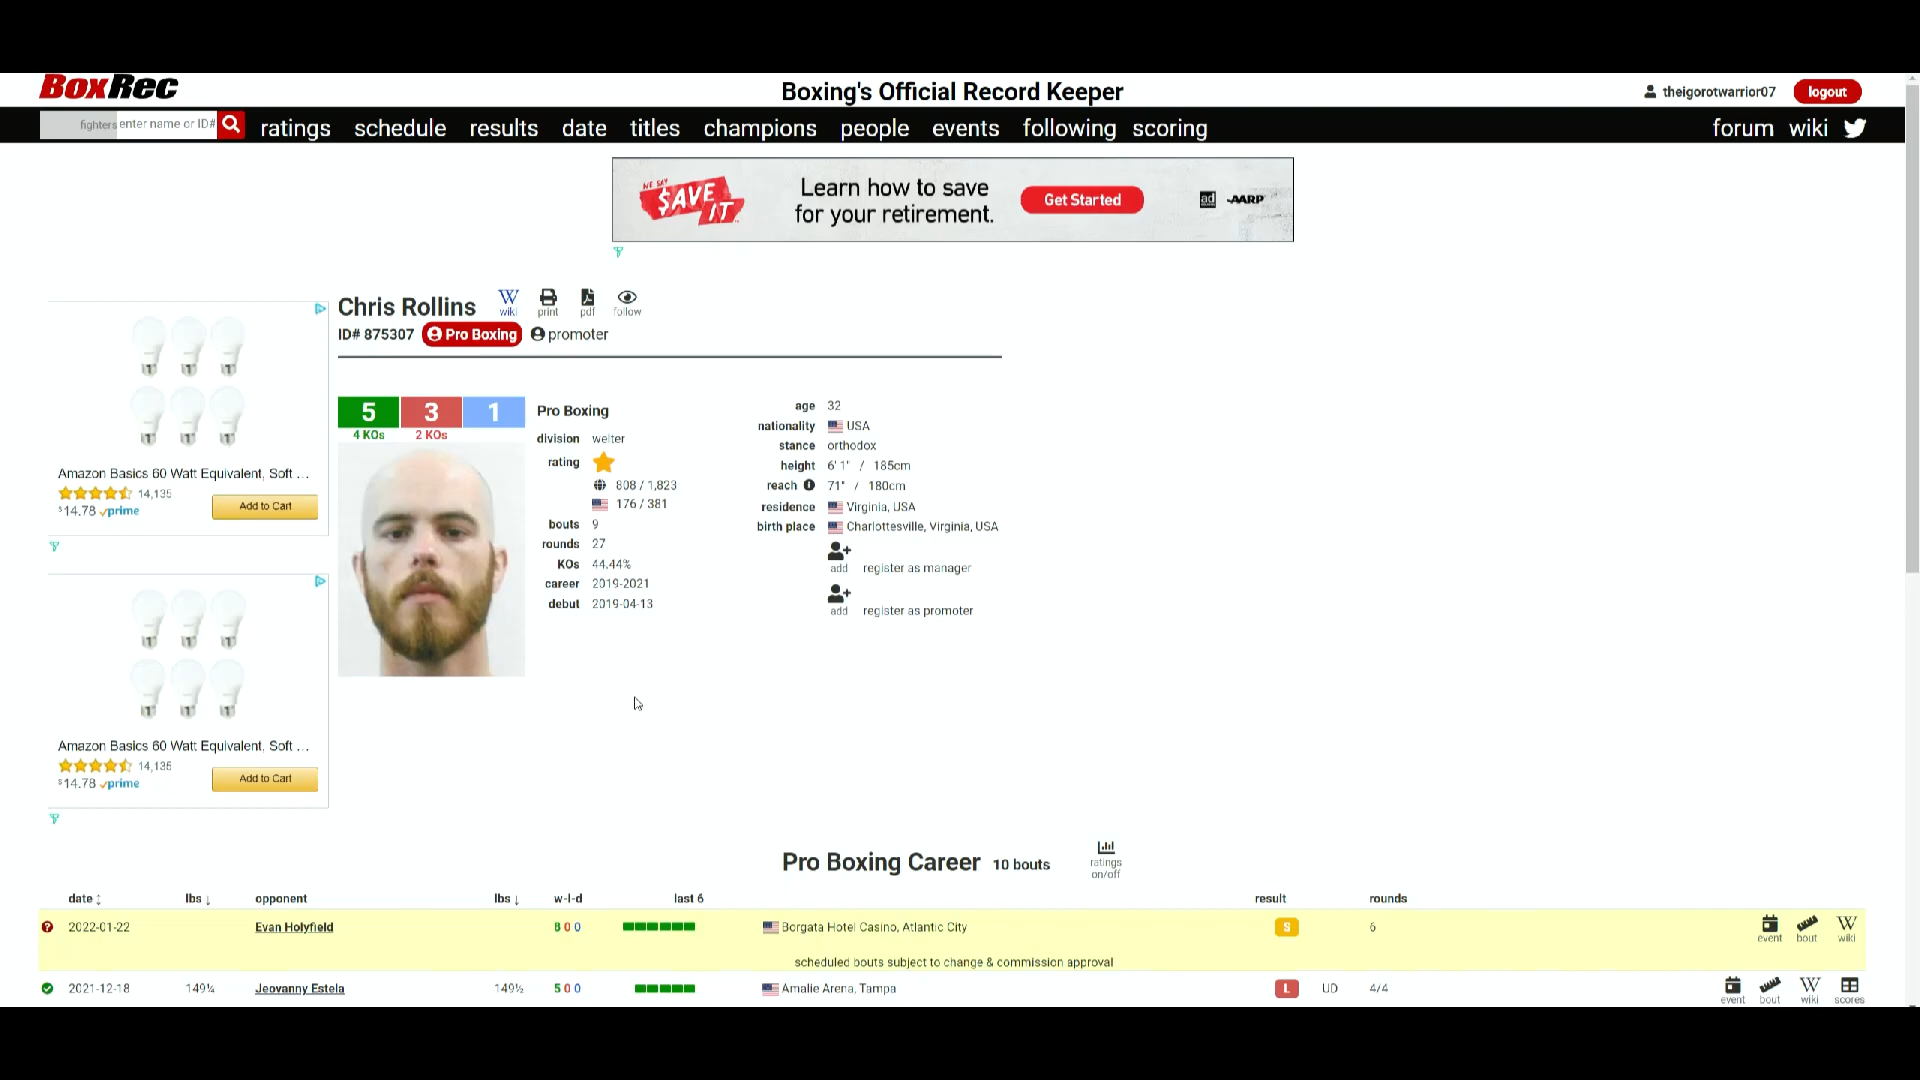 BoxRec
Boxing's Official Record Keeper
theigorotwarrior07
logout
fighters enter name or ID#
ratings schedule results date titles champions people events following scoring
forum wiki
WE SAY
$AVE IT
Learn how to save
for your retirement.
Get Started
ad AARP
Chris Rollins
wiki print pdf follow
ID# 875307 Pro Boxing promoter
Amazon Basics 60 Watt Equivalent, Soft ...
14,135
$14.78 prime
Add to Cart
Amazon Basics 60 Watt Equivalent, Soft ...
14,135
$14.78 prime
Add to Cart
5 3 1
4 KOs 2 KOs
Pro Boxing
division welter
rating
808 / 1,823
176 / 381
bouts 9
rounds 27
KOs 44.44%
career 2019-2021
debut 2019-04-13
age 32
nationality USA
stance orthodox
height 6' 1" / 185cm
reach 71" / 180cm
residence Virginia, USA
birth place Charlottesville, Virginia, USA
add register as manager
add register as promoter
Pro Boxing Career 10 bouts
ratings
on/off
date lbs opponent lbs w-l-d last 6 result rounds
2022-01-22 Evan Holyfield 8 0 0 Borgata Hotel Casino, Atlantic City S 6
event bout wiki
scheduled bouts subject to change & commission approval
2021-12-18 149¼ Jeovanny Estela 149½ 5 0 0 Amalie Arena, Tampa L UD 4/4
event bout wiki scores